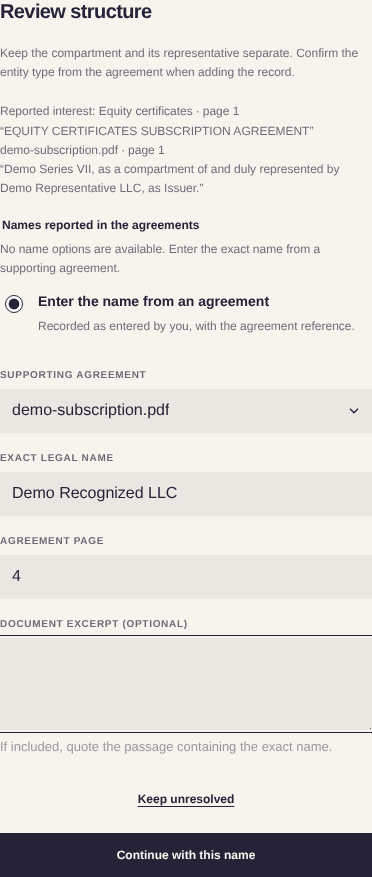 Review structure
Keep the compartment and its representative separate. Confirm the
entity type from the agreement when adding the record.
Reported interest: Equity certificates · page 1
“EQUITY CERTIFICATES SUBSCRIPTION AGREEMENT”
demo-subscription.pdf · page 1
“Demo Series VII, as a compartment of and duly represented by
Demo Representative LLC, as Issuer.”
Names reported in the agreements
No name options are available. Enter the exact name from a
supporting agreement.
Enter the name from an agreement
Recorded as entered by you, with the agreement reference.
SUPPORTING AGREEMENT
demo-subscription.pdf
EXACT LEGAL NAME
Demo Recognized LLC
AGREEMENT PAGE
4
DOCUMENT EXCERPT (OPTIONAL)
If included, quote the passage containing the exact name.
Keep unresolved
Continue with this name